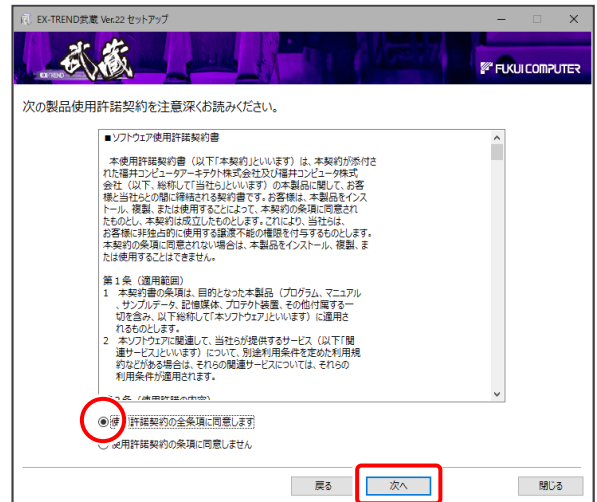 EX-TREND武蔵 Ver.22 セットアップ
EX-TREND 武蔵
FUKUI COMPUTER
次の製品使用許諾契約を注意深くお読みください。
■ソフトウェア使用許諾契約書
本使用許諾契約書（以下「本契約」といいます）は、本契約が添付さ
れた福井コンピュータアーキテクト株式会社及び福井コンピュータ株式
会社（以下、総称して「当社ら」といいます）の本製品に関して、お客
様と当社らとの間に締結される契約書です。お客様は、本製品をインス
トール、複製、または使用することによって、本契約の条項に同意され
たものとし、本契約は成立したものとします。これにより、当社らは、
お客様に非独占的に使用する譲渡不能の権限を付与するものとします。
本契約の条項に同意されない場合は、本製品をインストール、複製、ま
たは使用することはできません。
第１条（適用範囲）
1　本契約書の条項は、目的となった本製品（プログラム、マニュアル
、サンプルデータ、記憶媒体、プロテクト装置、その他付属する一
切を含み、以下総称して「本ソフトウェア」といいます）に適用さ
れるものとします。
2　本ソフトウェアに関連して、当社らが提供するサービス（以下「関
連サービス」といいます）について、別途利用条件を定めた利用規
約などがある場合は、それらの関連サービスについては、それらの
利用条件が適用されます。
使用許諾契約の全条項に同意します
使用許諾契約の条項に同意しません
戻る
次へ
閉じる